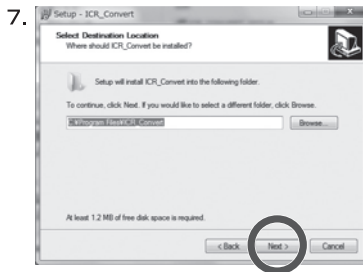 7.
Setup - ICR_Convert
Select Destination Location
Where should ICR_Convert be installed?
Setup will install ICR_Convert into the following folder.
To continue, click Next. If you would like to select a different folder, click Browse.
C:¥Program Files¥ICR_Convert
Browse...
At least 1.2 MB of free disk space is required.
< Back
Next >
Cancel